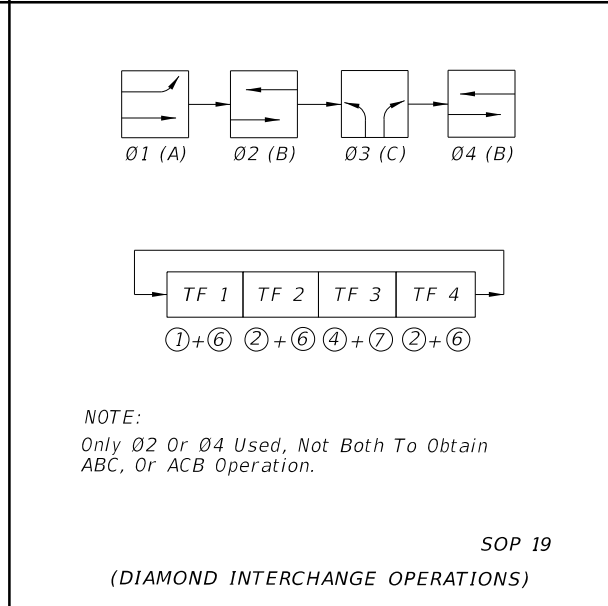 Ø1 (A) Ø2 (B) Ø3 (C) Ø4 (B)
TF 1 TF 2 TF 3 TF 4
①+⑥ ②+⑥ ④+⑦ ②+⑥
NOTE:
Only Ø2 Or Ø4 Used, Not Both To Obtain
ABC, Or ACB Operation.
SOP 19
(DIAMOND INTERCHANGE OPERATIONS)